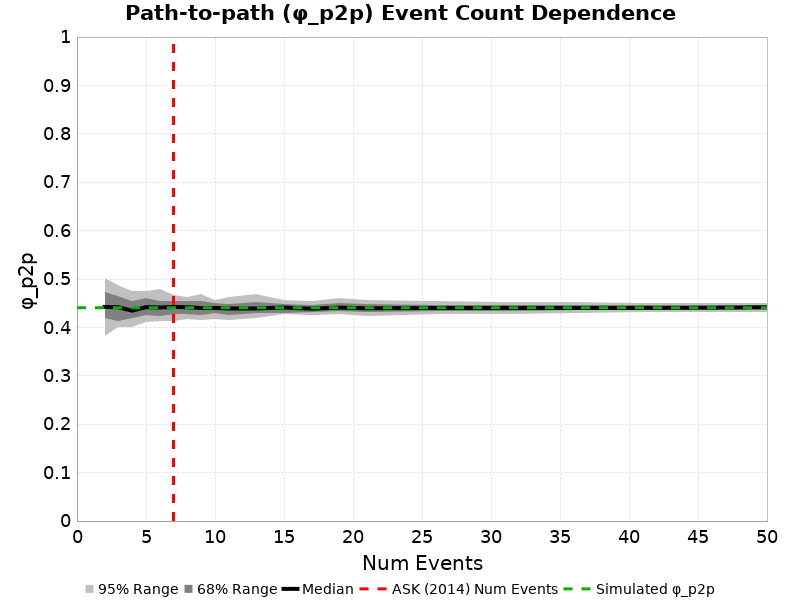 Path-to-path (φ_p2p) Event Count Dependence
1
0.9
0.8
0.7
0.6
0.5
0.4
0.3
0.2
0.1
0
φ_p2p
0 5 10 15 20 25 30 35 40 45 50
Num Events
95% Range 68% Range Median ASK (2014) Num Events Simulated φ_p2p